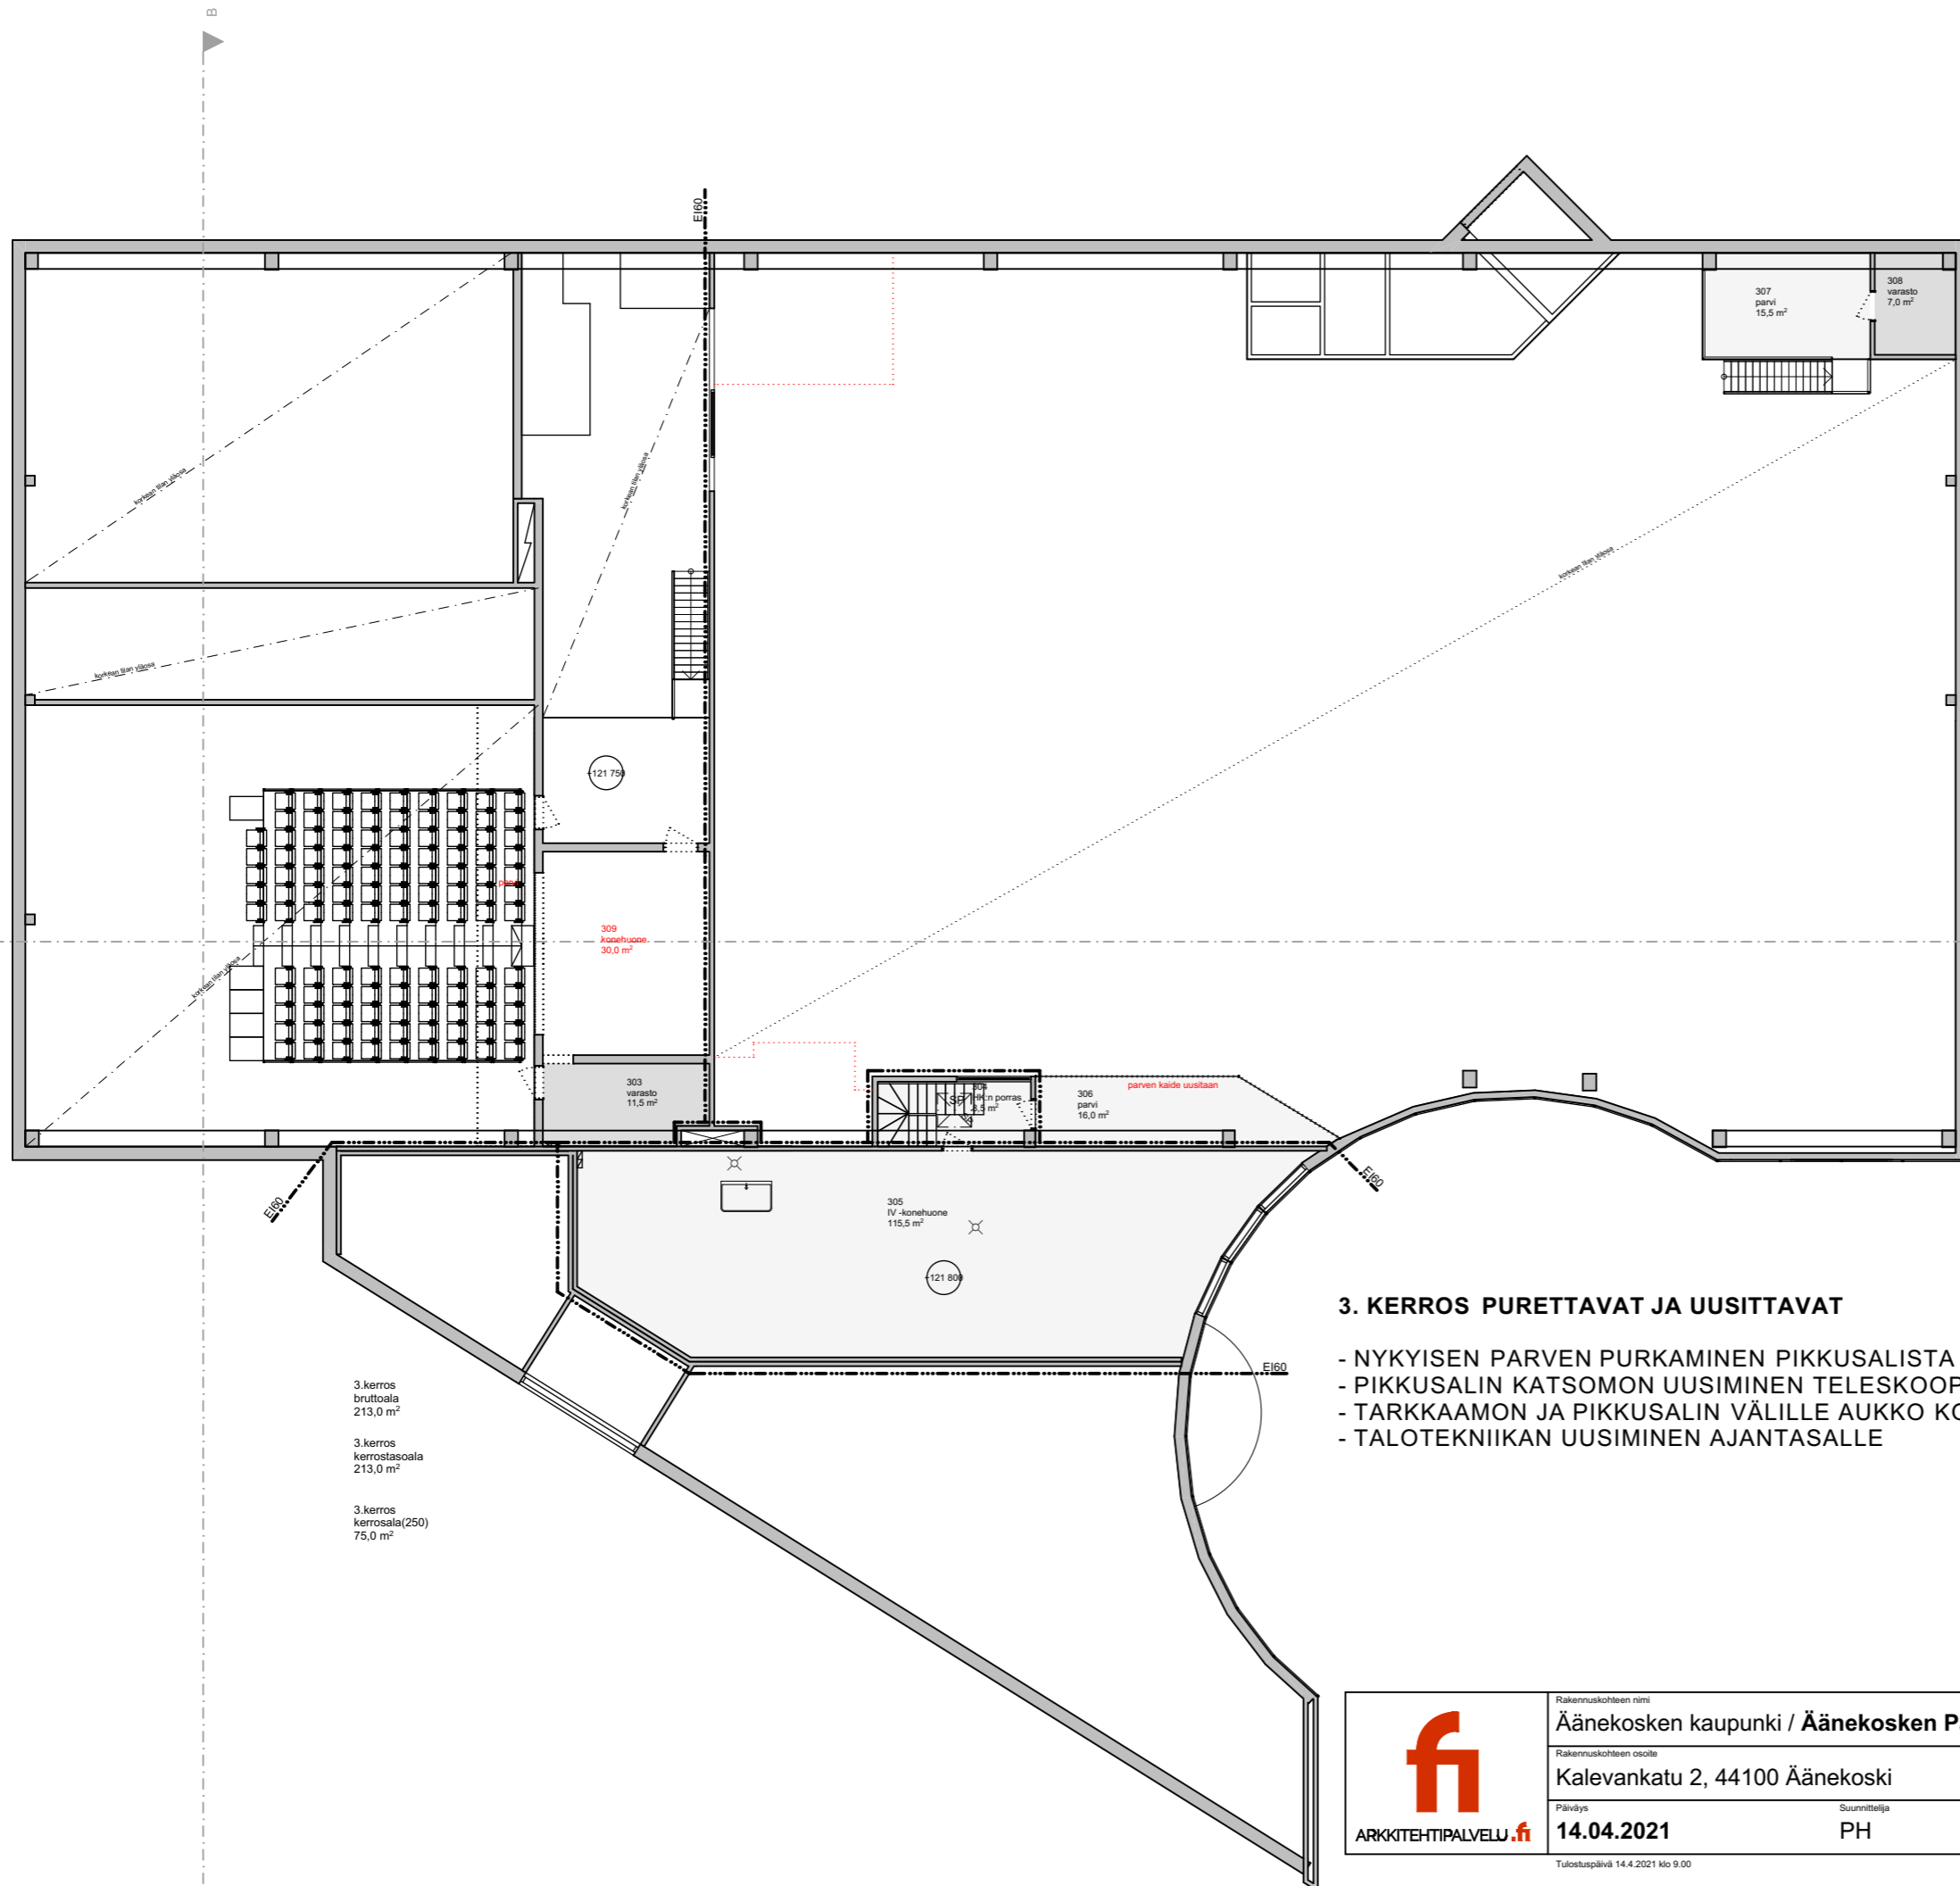 B
EI60
307
parvi
15,5 m²
308
varasto
7,0 m²
korkean tilan yläosa
korkean tilan yläosa
korkean tilan yläosa
korkean tilan yläosa
+121 750
309
konehuone
30,0 m²
korkean tilan yläosa
303
varasto
11,5 m²
304
parven kaide uusitaan
306
parvi
16,0 m²
SP
EI60
EI60
305
IV -konehuone
115,5 m²
+121 800
EI60
3. KERROS PURETTAVAT JA UUSITTAVAT
- NYKYISEN PARVEN PURKAMINEN PIKKUSALISTA
- PIKKUSALIN KATSOMON UUSIMINEN TELESKOOP
- TARKKAAMON JA PIKKUSALIN VÄLILLE AUKKO KO
- TALOTEKNIIKAN UUSIMINEN AJANTASALLE
3.kerros
bruttoala
213,0 m²
3.kerros
kerrostasoala
213,0 m²
3.kerros
kerrosala(250)
75,0 m²
fi
ARKKITEHTIPALVELU.fi
Rakennuskohteen nimi
Äänekosken kaupunki / Äänekosken P
Rakennuskohteen osoite
Kalevankatu 2, 44100 Äänekoski
Päiväys
Suunnittelija
14.04.2021
PH
Tulostuspäivä 14.4.2021 klo 9.00